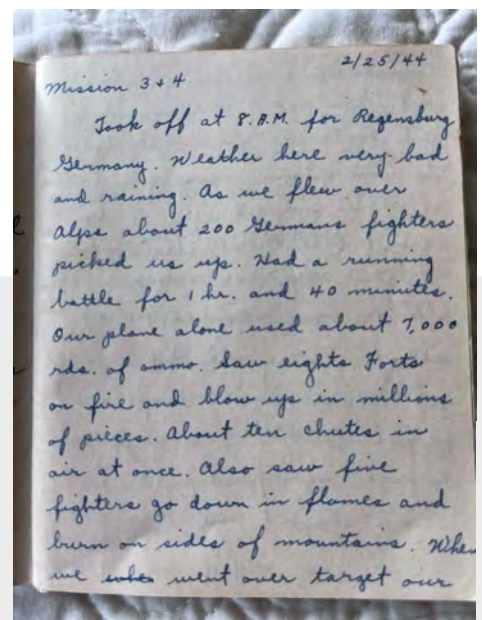 2/25/44
Mission 3 + 4
Took off at 8.A.M. for Regensburg
Germany. Weather here very bad
and raining. As we flew over
Alps about 200 Germans fighters
picked us up. Had a running
battle for 1 hr. and 40 minutes.
Our plane alone used about 7,000
rds. of ammo. Saw eights Forts
on fire and blow up in millions
of pieces. About ten chutes in
air at once. Also saw five
fighters go down in flames and
burn on sides of mountains. When
we went over target our